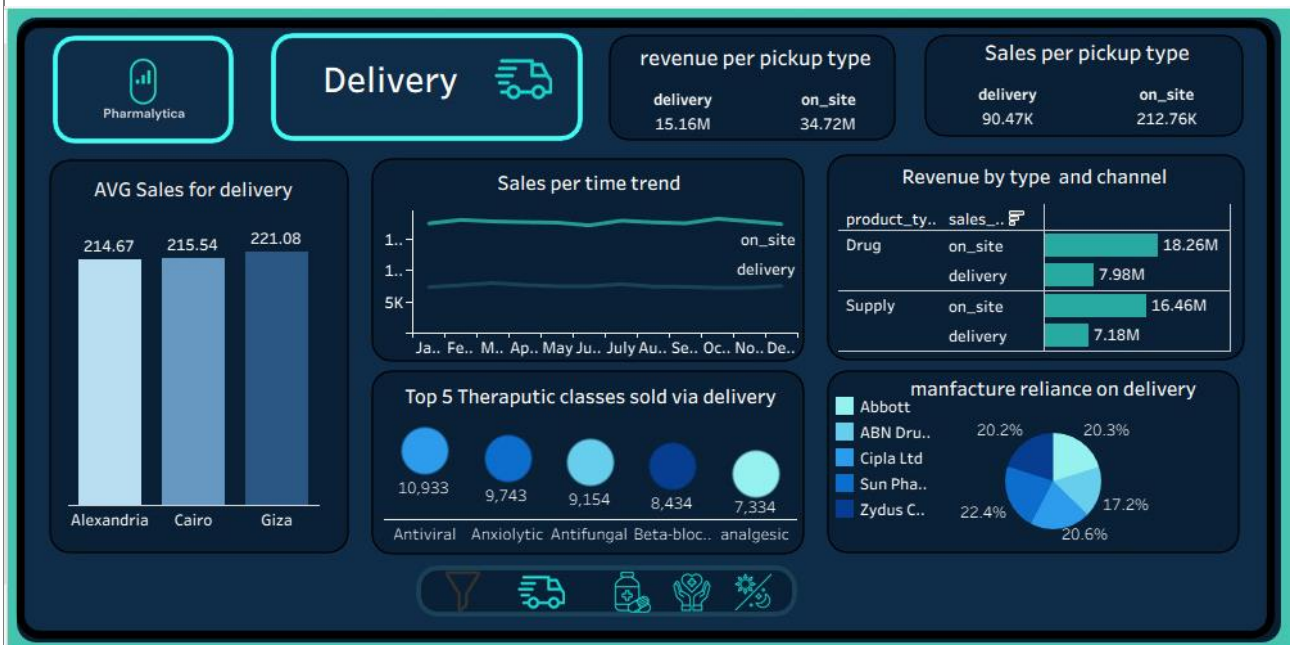 Pharmalytica
Delivery
revenue per pickup type
delivery on_site
15.16M 34.72M
Sales per pickup type
delivery on_site
90.47K 212.76K
AVG Sales for delivery
214.67 215.54 221.08
Alexandria Cairo Giza
Sales per time trend
1..
on_site
1..
delivery
5K
Ja.. Fe.. M.. Ap.. May Ju.. July Au.. Se.. Oc.. No.. De..
Revenue by type and channel
product_ty.. sales_..
Drug on_site 18.26M
delivery 7.98M
Supply on_site 16.46M
delivery 7.18M
Top 5 Theraputic classes sold via delivery
10,933 9,743 9,154 8,434 7,334
Antiviral Anxiolytic Antifungal Beta-bloc.. analgesic
manfacture reliance on delivery
Abbott
ABN Dru..
Cipla Ltd
Sun Pha..
Zydus C..
20.2% 20.3%
22.4% 17.2%
20.6%